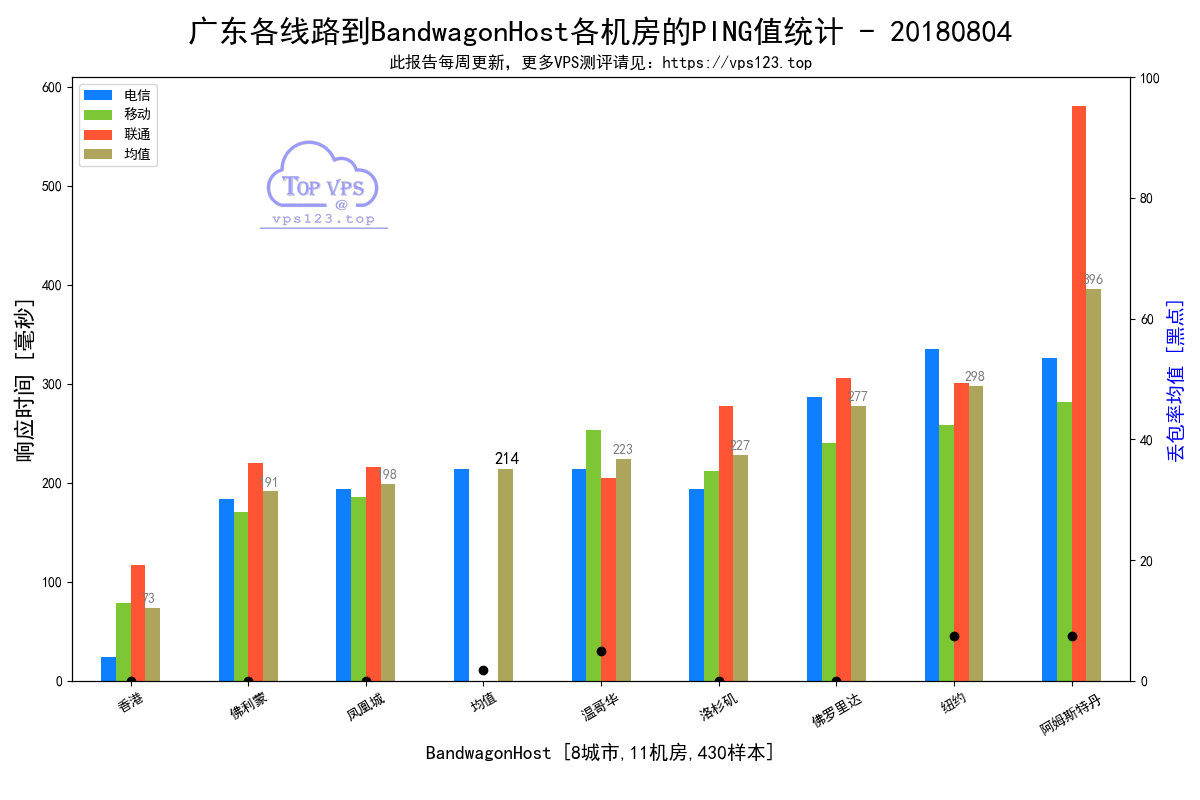 广东各线路到BandwagonHost各机房的PING值统计 - 20180804
此报告每周更新，更多VPS测评请见：https://vps123.top
电信
移动
联通
均值
TOP VPS
@
vps123.top
响应时间 [毫秒]
600
500
400
300
200
100
0
73
191
198
214
223
227
277
298
396
100
80
60
40
20
0
丢包率均值 [黑点]
香港
佛利蒙
凤凰城
均值
温哥华
洛杉矶
佛罗里达
纽约
阿姆斯特丹
BandwagonHost [8城市,11机房,430样本]